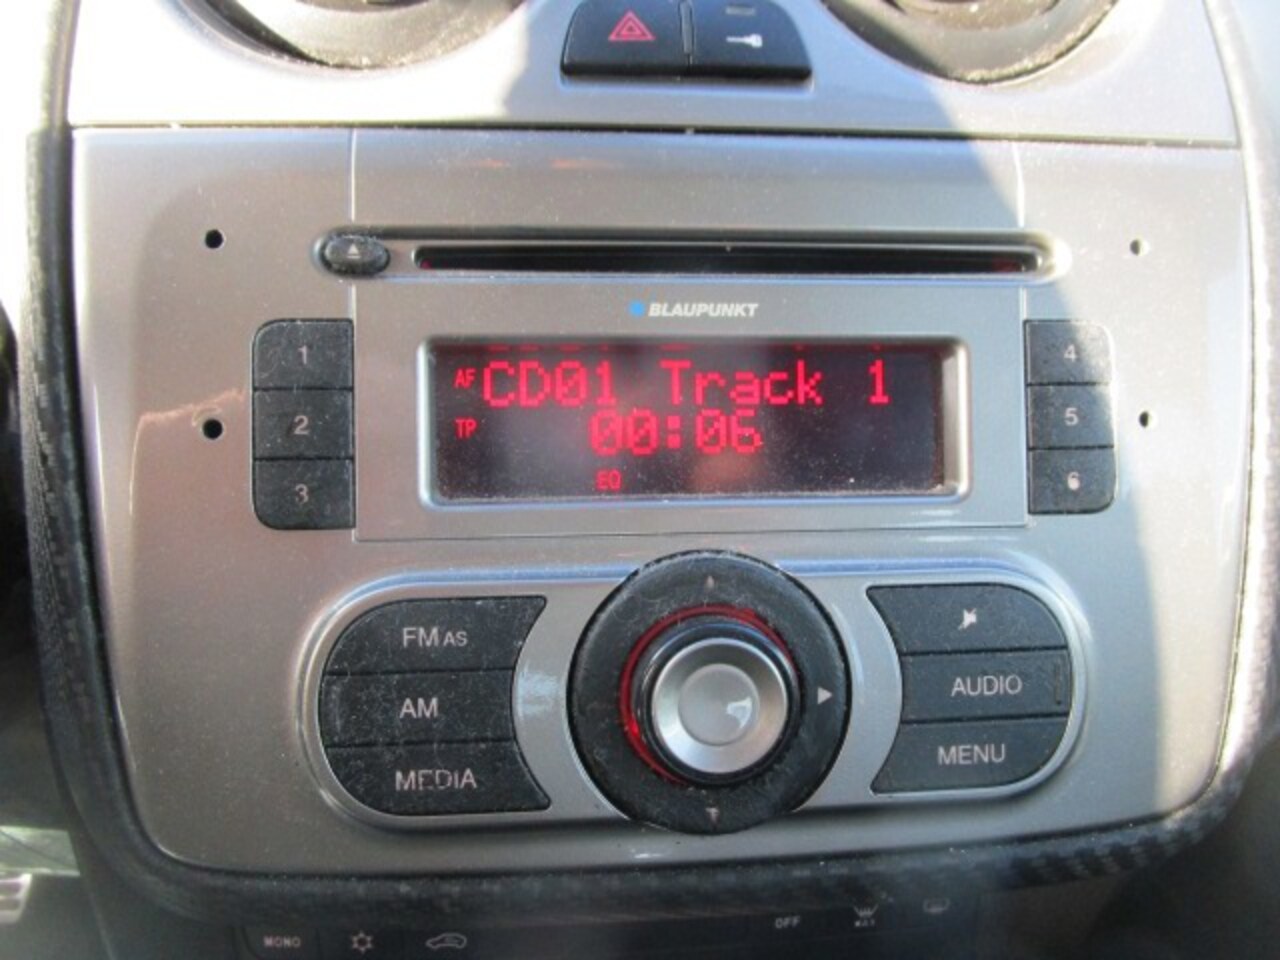 BLAUPUNKT
1
2
3
AF CD01 Track 1
TP 00:06
EQ
4
5
6
FM AS
AM
MEDIA
AUDIO
MENU
MONO
OFF
MAX